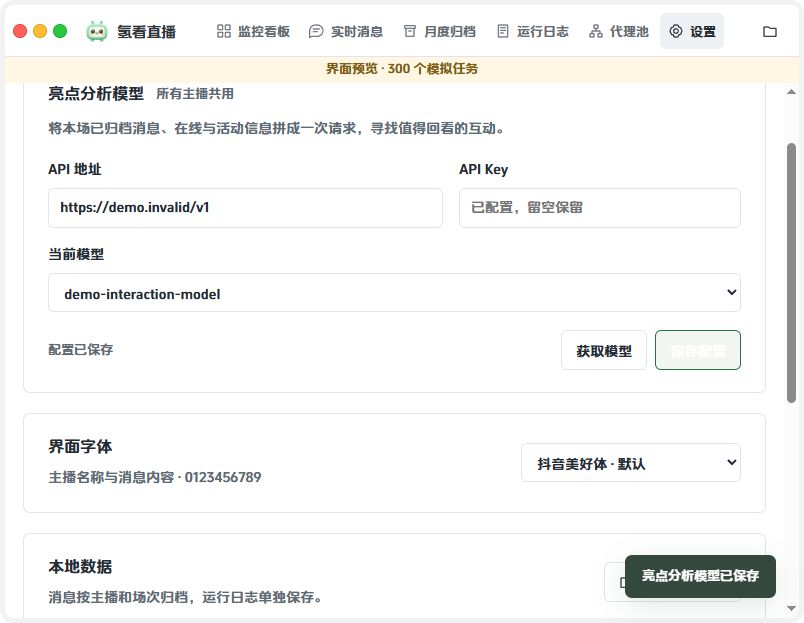 氢看直播 监控看板 实时消息 月度归档 运行日志 代理池 设置
界面预览 · 300 个模拟任务
亮点分析模型 所有主播共用
将本场已归档消息、在线与活动信息拼成一次请求，寻找值得回看的互动。
API 地址 API Key
https://demo.invalid/v1 已配置，留空保留
当前模型
demo-interaction-model
配置已保存 获取模型 保存配置
界面字体
主播名称与消息内容 · 0123456789 抖音美好体 · 默认
本地数据
亮点分析模型已保存
消息按主播和场次归档，运行日志单独保存。